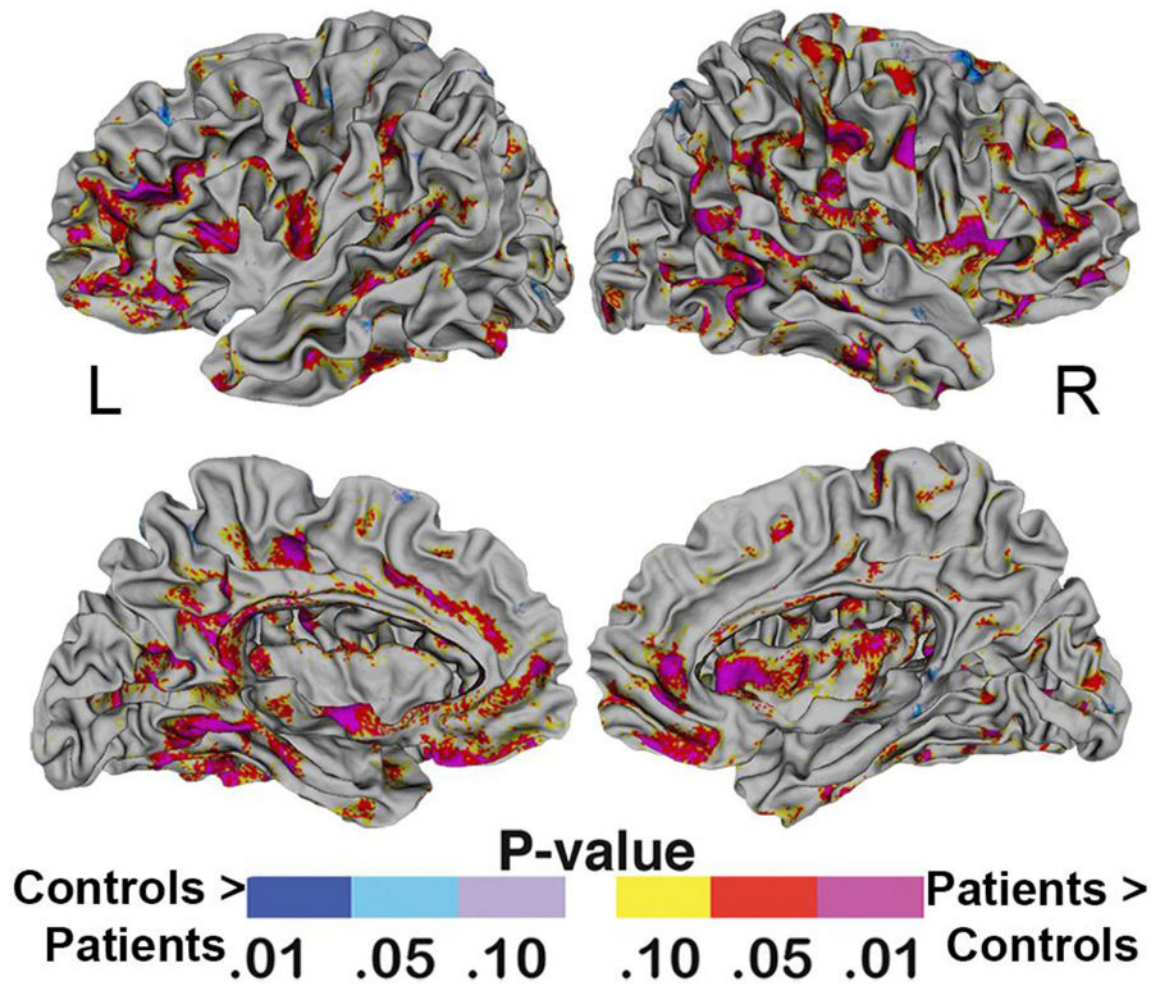 L
R
P-value
Controls >
Patients
.01 .05 .10
.10 .05 .01
Patients >
Controls